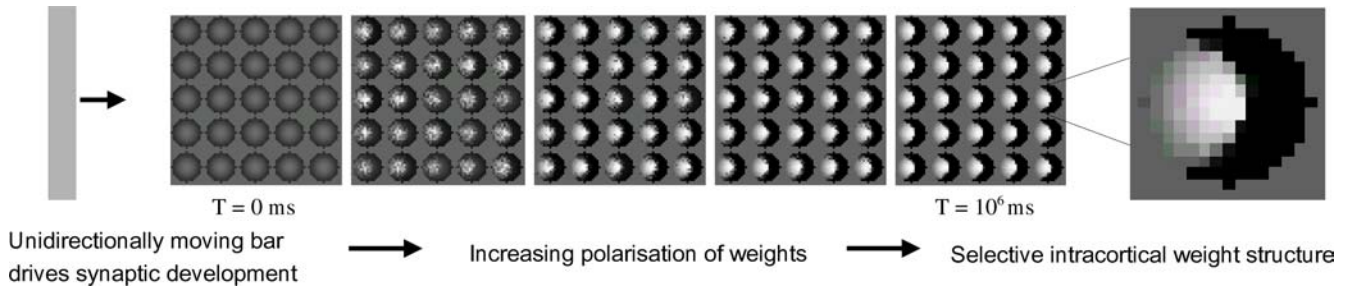 T = 0 ms
T = 10⁶ ms
Unidirectionally moving bar
drives synaptic development
Increasing polarisation of weights
Selective intracortical weight structure